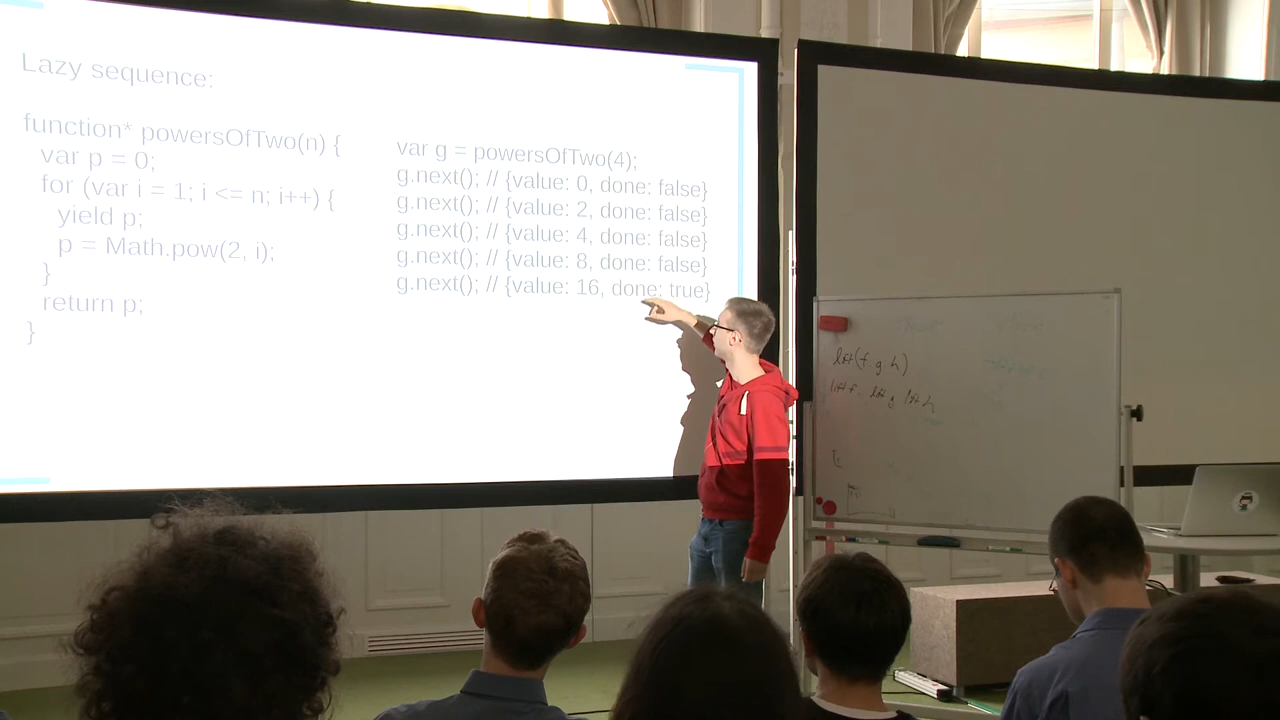 Lazy sequence:
function* powersOfTwo(n) {
var p = 0;
for (var i = 1; i <= n; i++) {
yield p;
p = Math.pow(2, i);
}
return p;
}
var g = powersOfTwo(4);
g.next(); // {value: 0, done: false}
g.next(); // {value: 2, done: false}
g.next(); // {value: 4, done: false}
g.next(); // {value: 8, done: false}
g.next(); // {value: 16, done: true}